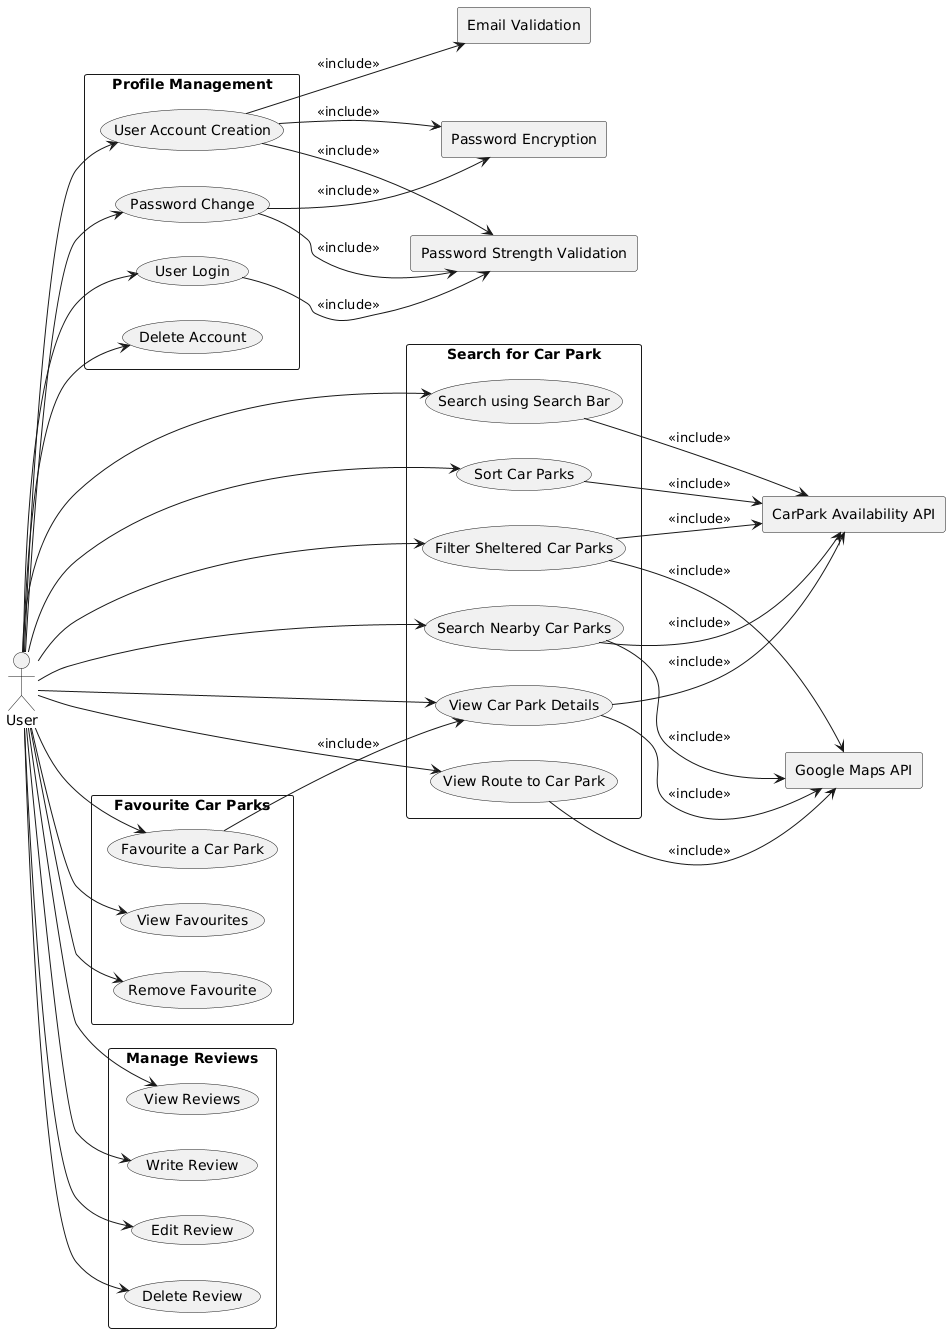 Email Validation
«include»
Profile Management
User Account Creation
«include»
Password Encryption
«include»
«include»
Password Change
«include»
Password Strength Validation
User Login
«include»
Delete Account
Search for Car Park
Search using Search Bar
«include»
Sort Car Parks
«include»
CarPark Availability API
«include»
Filter Sheltered Car Parks
«include»
Search Nearby Car Parks
«include»
«include»
View Car Park Details
User
«include»
«include»
Google Maps API
View Route to Car Park
«include»
Favourite Car Parks
Favourite a Car Park
«include»
View Favourites
Remove Favourite
Manage Reviews
View Reviews
Write Review
Edit Review
Delete Review